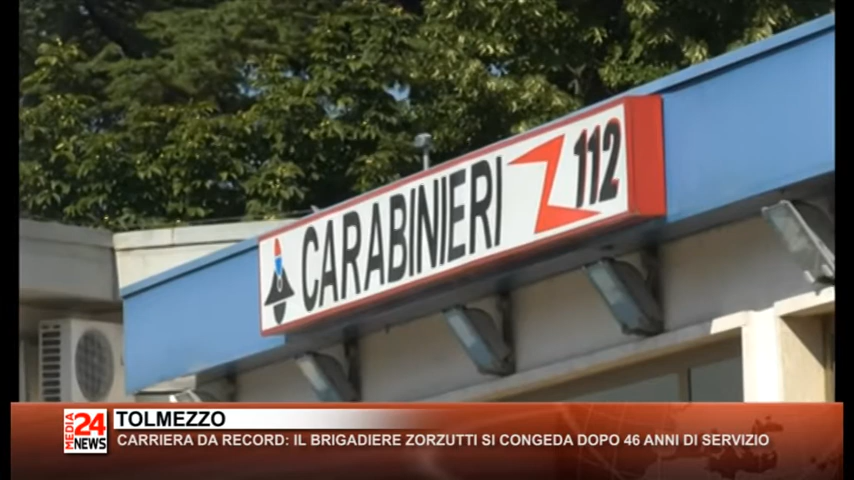 CARABINIERI 112
MEDIA 24 NEWS
TOLMEZZO
CARRIERA DA RECORD: IL BRIGADIERE ZORZUTTI SI CONGEDA DOPO 46 ANNI DI SERVIZIO